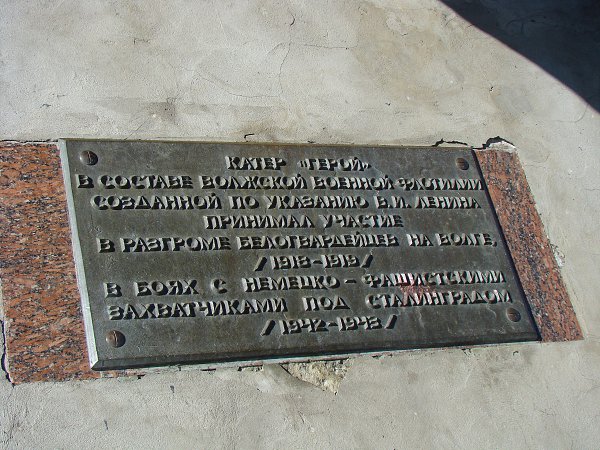 КАТЕР «ГЕРОЙ»
В СОСТАВЕ ВОЛЖСКОЙ ВОЕННОЙ ФЛОТИЛИИ
СОЗДАННОЙ ПО УКАЗАНИЮ В.И. ЛЕНИНА
ПРИНИМАЛ УЧАСТИЕ
В РАЗГРОМЕ БЕЛОГВАРДЕЙЦЕВ НА ВОЛГЕ,
/1918-1919/
В БОЯХ С НЕМЕЦКО-ФАШИСТСКИМИ
ЗАХВАТЧИКАМИ ПОД СТАЛИНГРАДОМ
/1942-1943/